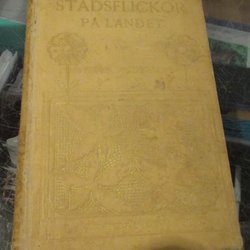 STADSFLICKOR
PÅ LANDET